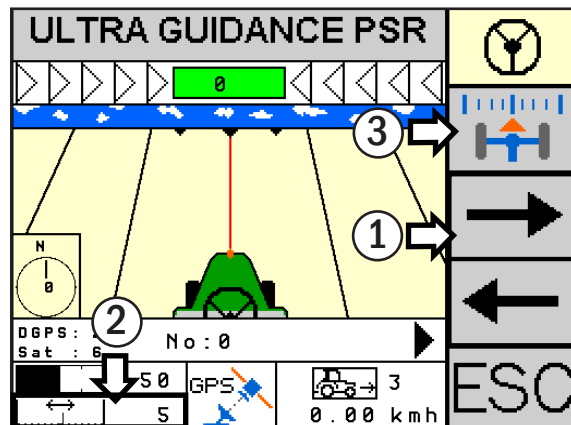 ULTRA GUIDANCE PSR
0
3
1
N
0
2
DGPS:
Sat : 6
No:0
50
GPS
3
5
0.00 kmh
ESC